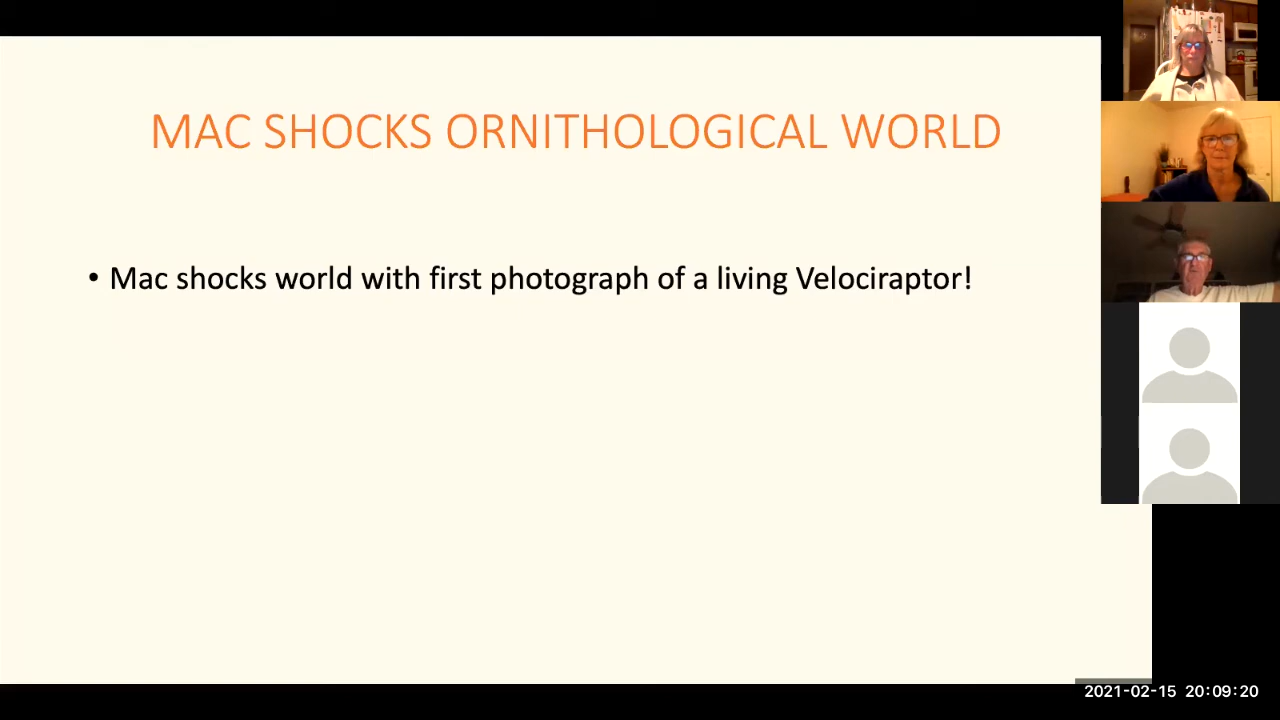 MAC SHOCKS ORNITHOLOGICAL WORLD
• Mac shocks world with first photograph of a living Velociraptor!
2021-02-15 20:09:20